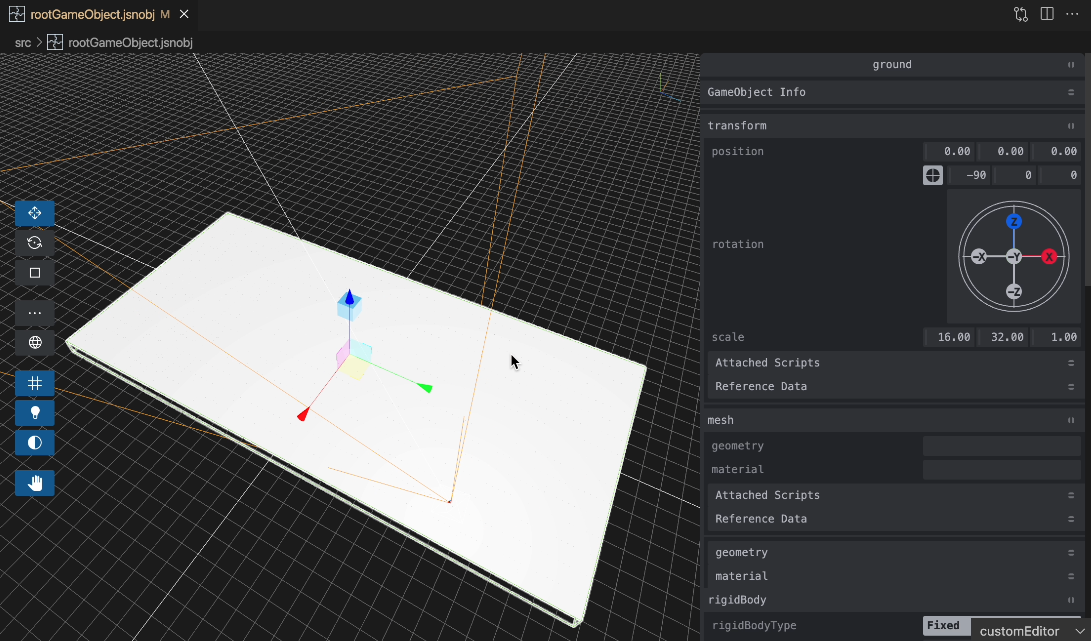 rootGameObject.jsnobj M
src > rootGameObject.jsnobj
ground
GameObject Info
transform
position 0.00 0.00 0.00
-90 0 0
rotation
Z
-X -Y X
-Z
scale 16.00 32.00 1.00
Attached Scripts
Reference Data
mesh
geometry
material
Attached Scripts
Reference Data
geometry
material
rigidBody
rigidBodyType Fixed
customEditor